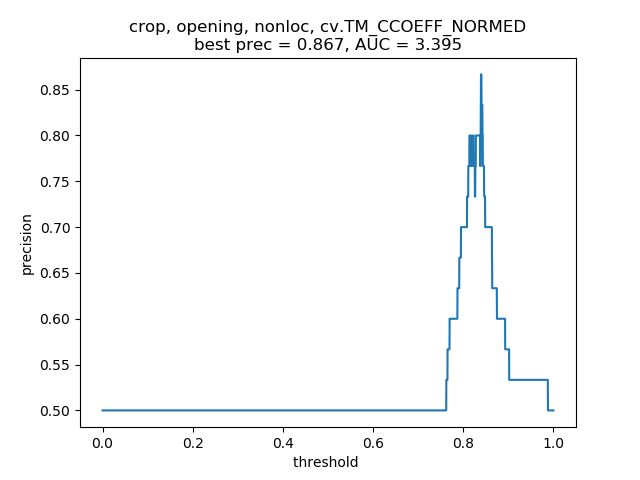 crop, opening, nonloc, cv.TM_CCOEFF_NORMED
best prec = 0.867, AUC = 3.395
0.85
0.80
0.75
0.70
0.65
0.60
0.55
0.50
precision
0.0 0.2 0.4 0.6 0.8 1.0
threshold